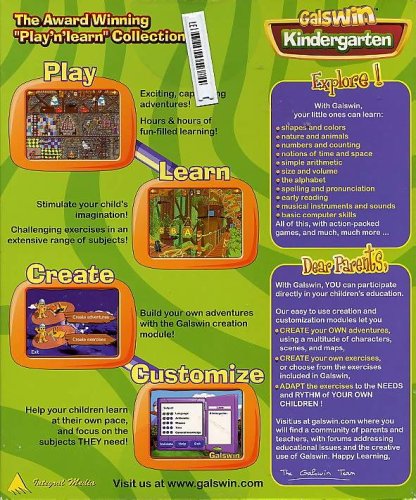 The Award Winning
"Play'n'learn" Collection
Galswin
Kindergarten
Play
Exciting, cap
adventures!
Hours & hours of
fun-filled learning!
Learn
Stimulate your child's
imagination!
Challenging exercises in an
extensive range of subjects!
Create
Create adventures
Create exercises
Exit
Build your own adventures
with the Galswin creation
module!
Customize
Help your children learn
at their own pace,
and focus on the
subjects THEY need!
Galswin
Integral Media
Visit us at www.galswin.com
Explore!
With Galswin,
your little ones can learn:
• shapes and colors
• nature and animals
• numbers and counting
• notions of time and space
• simple arithmetic
• size and volume
• the alphabet
• spelling and pronunciation
• early reading
• musical instruments and sounds
• basic computer skills
All of this, with action-packed
games, and much, much more ...
Dear Parents,
With Galswin, YOU can participate
directly in your children's education.
Our easy to use creation and
customization modules let you
• CREATE your OWN adventures,
using a multitude of characters,
scenes, and maps,
• CREATE your own exercises,
or choose from the exercises
included in Galswin,
• ADAPT the exercises to the NEEDS
and RYTHM of YOUR OWN
CHILDREN !
Visit us at galswin.com where you
will find a community of parents and
teachers, with forums addressing
educational issues and the creative
use of Galswin. Happy Learning,
The Galswin Team